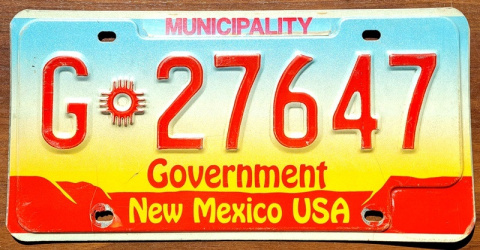 MUNICIPALITY
G 27647
Government
New Mexico USA